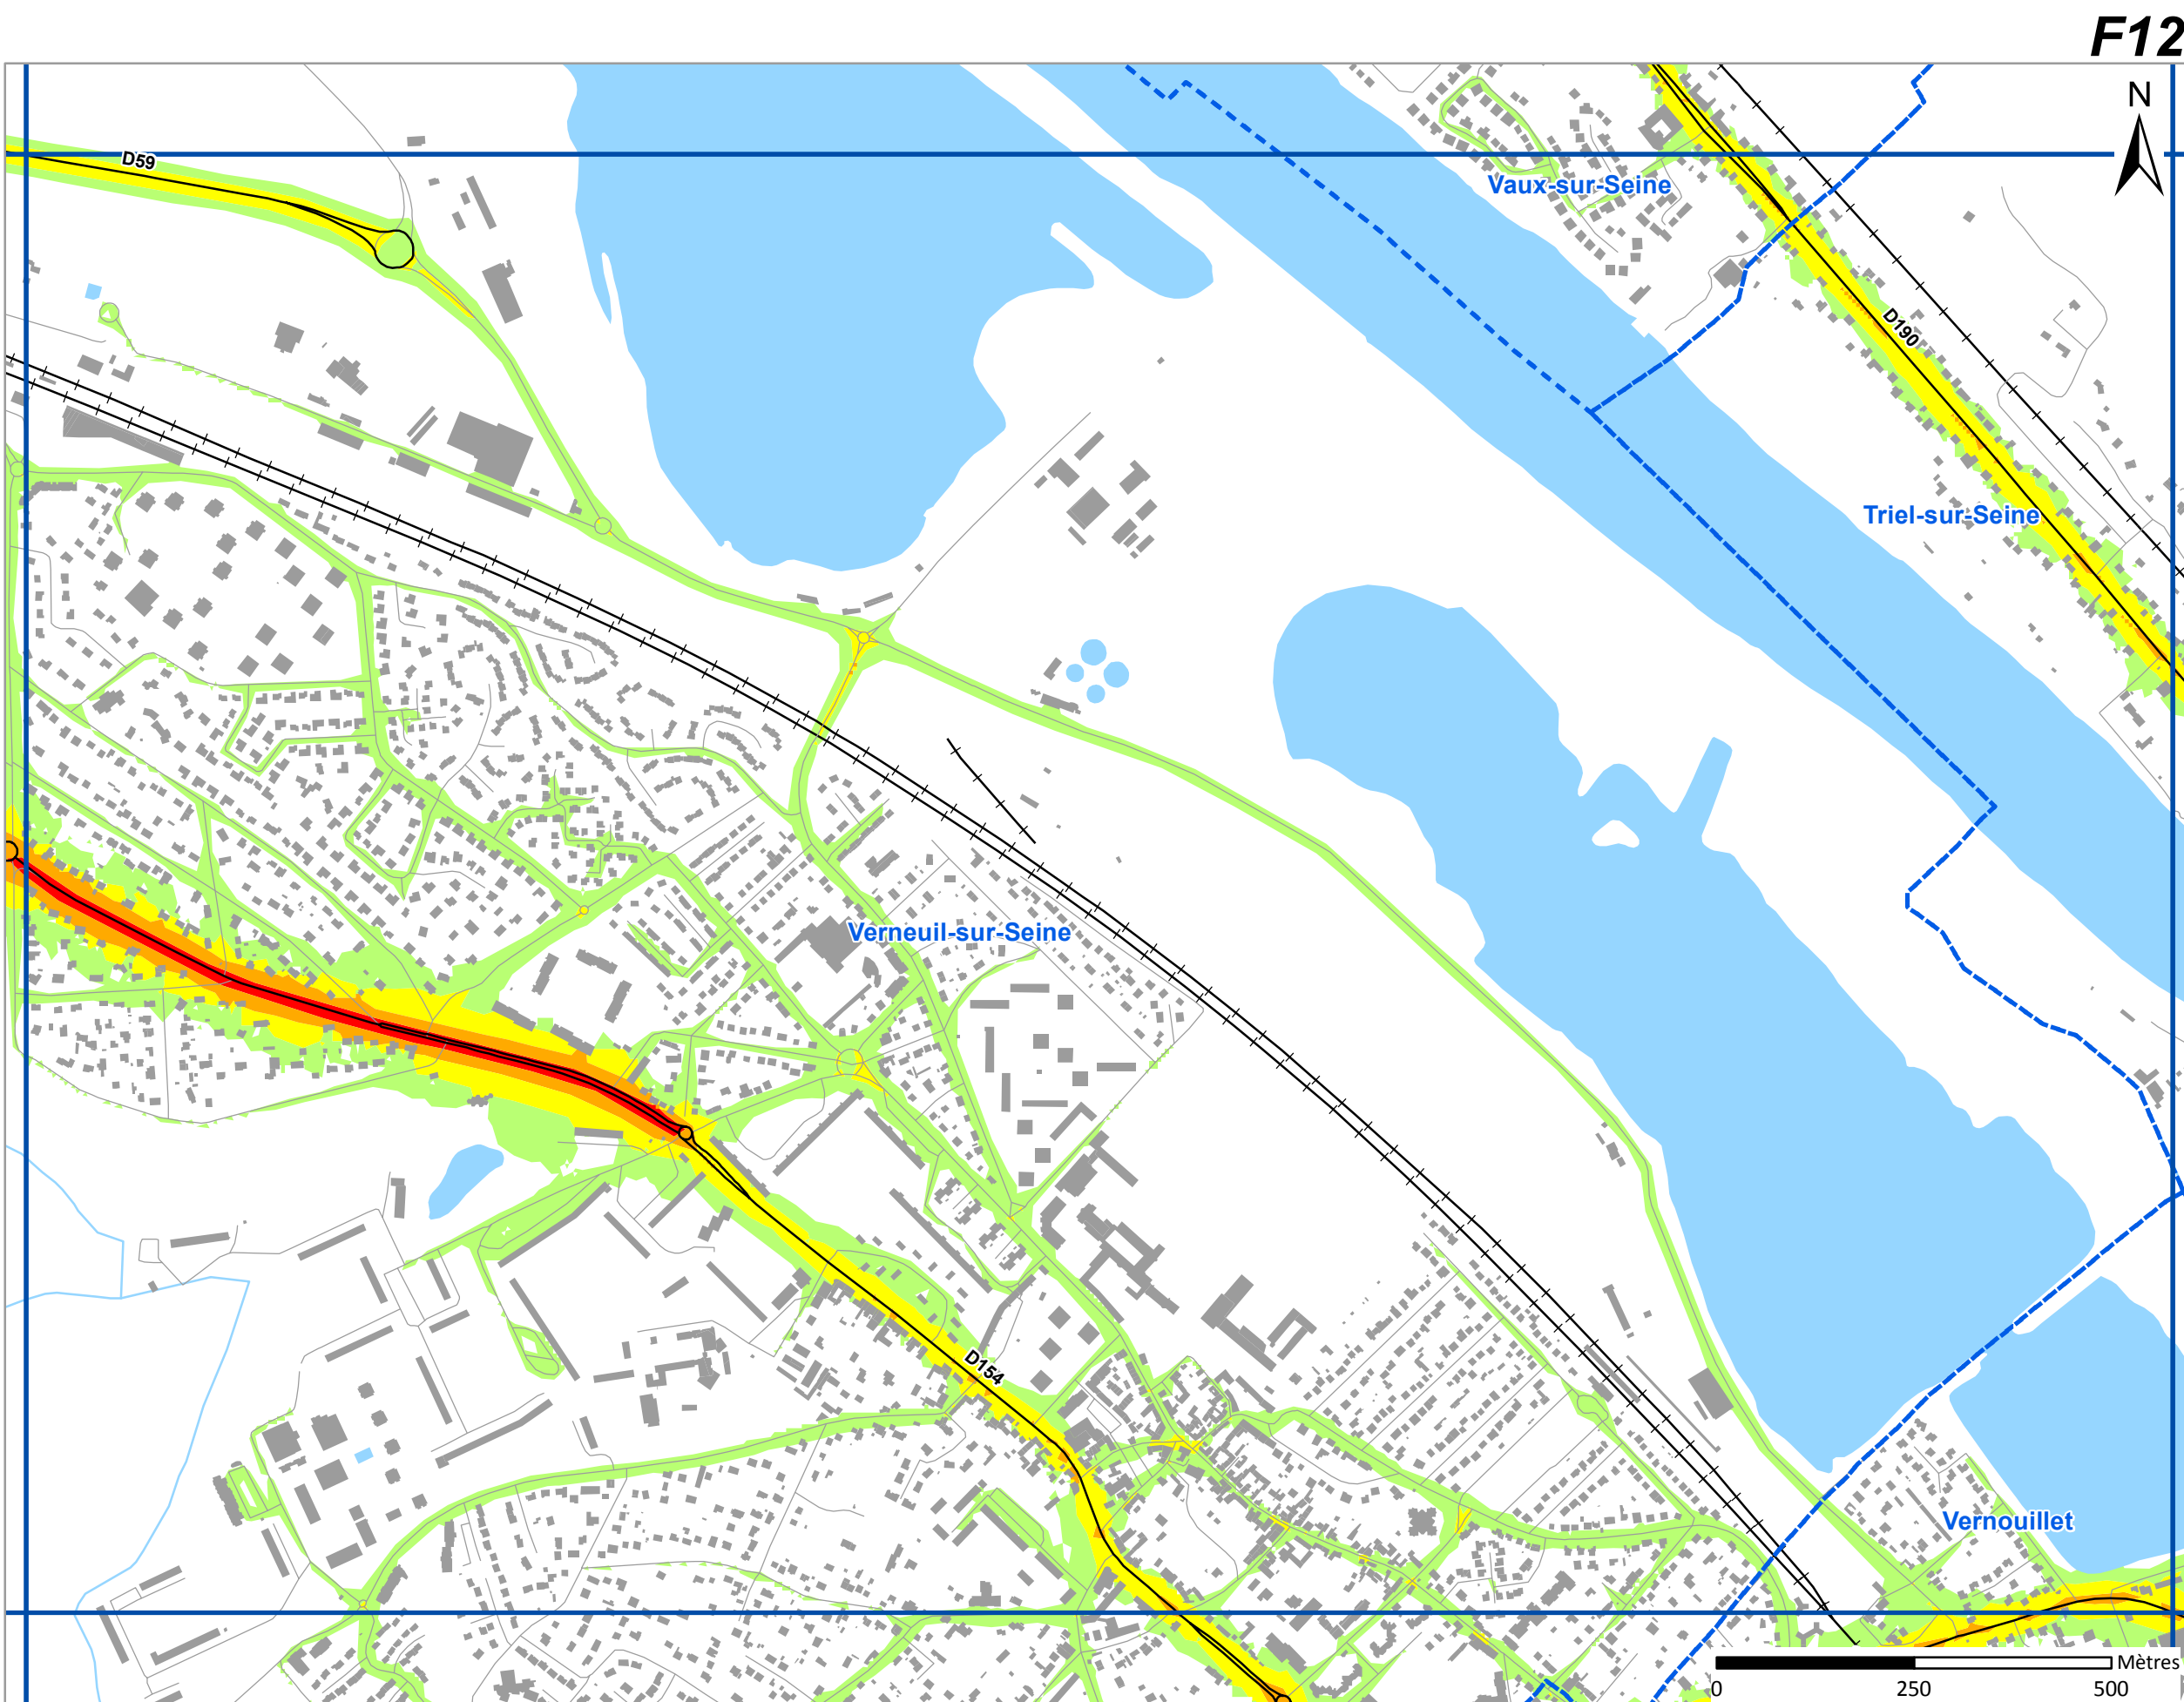 F12
N
D59
Vaux-sur-Seine
D190
Triel-sur-Seine
Verneuil-sur-Seine
D154
Vernouillet
Mètres
0 250 500